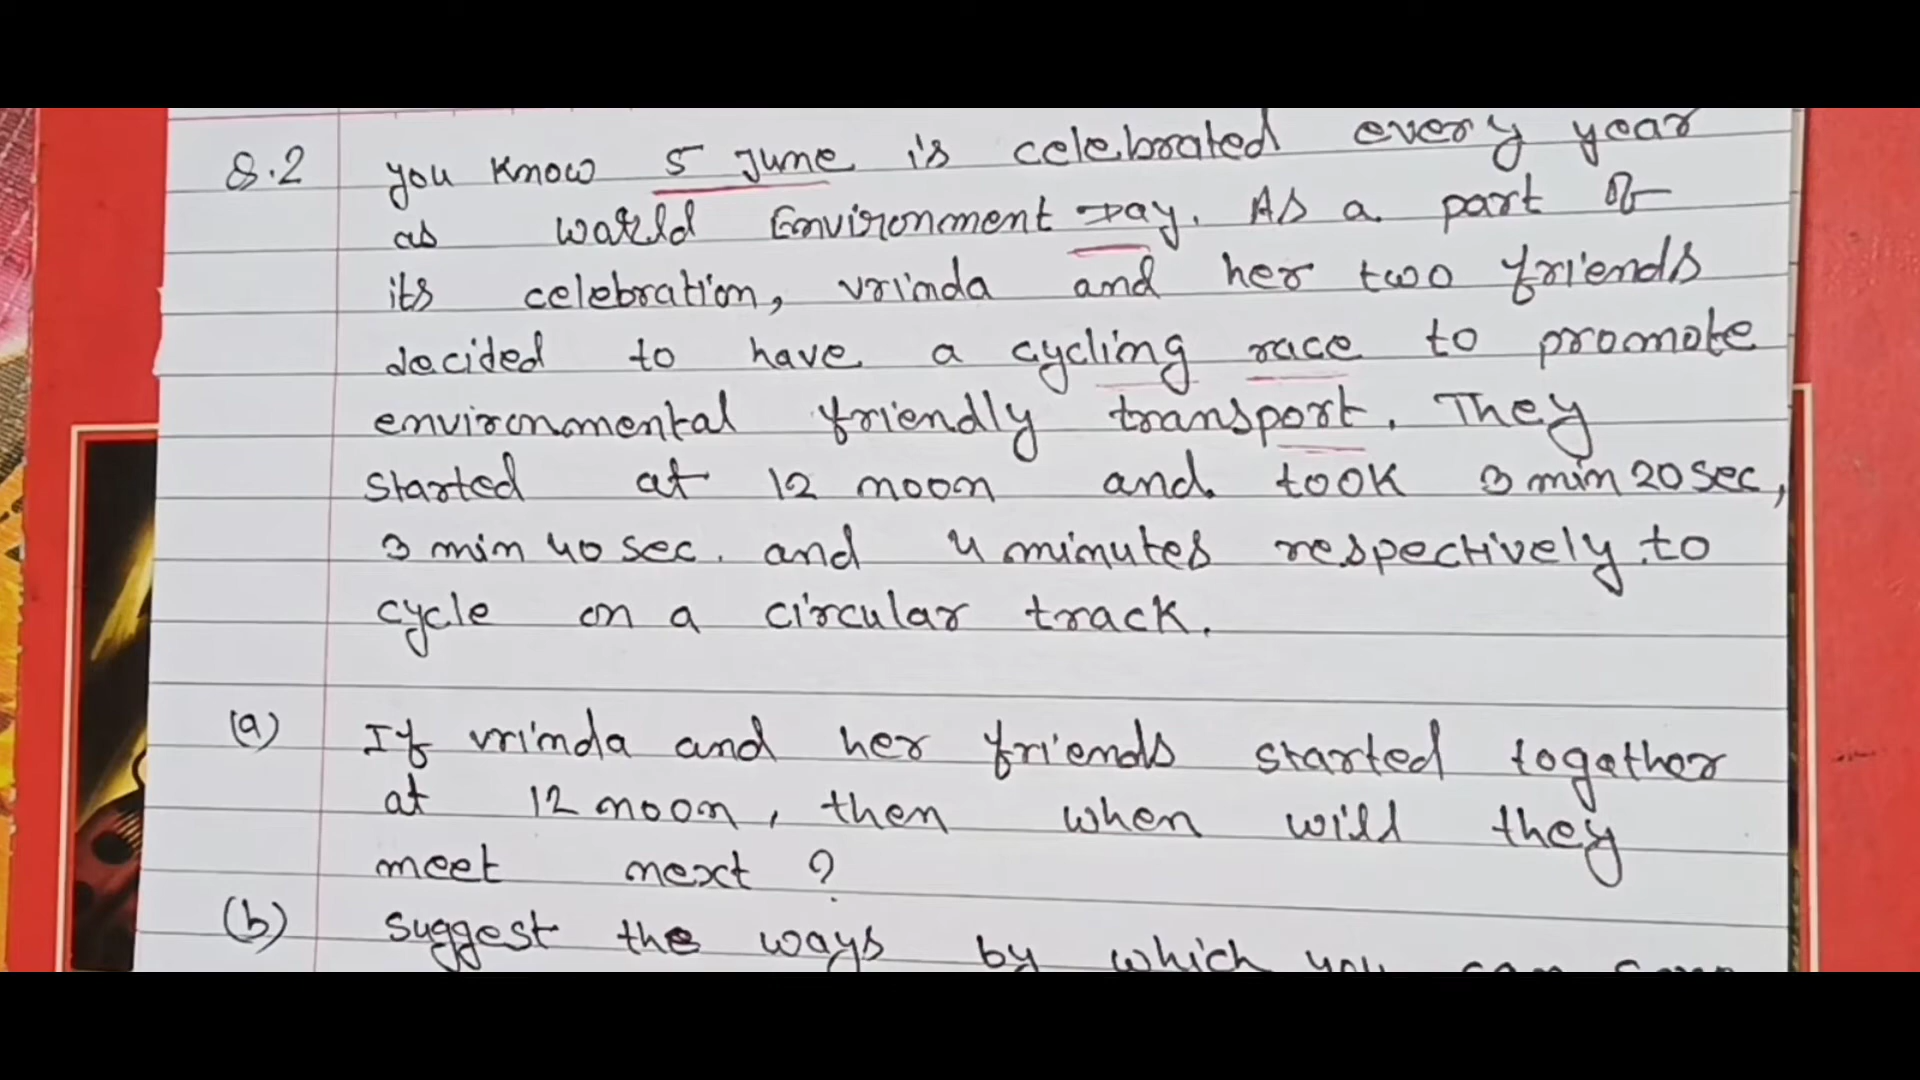 Q.2 you know 5 June is celebrated every year
as world Environment Day. As a part of
its celebration, vrinda and her two friends
decided to have a cycling race to promote
environmental friendly transport. They
started at 12 noon and took 3 min 20 sec,
3 min 40 sec. and 4 minutes respectively to
cycle on a circular track.
(a) If vrinda and her friends started together
at 12 noon, then when will they
meet next ?
(b) suggest the ways by which you can